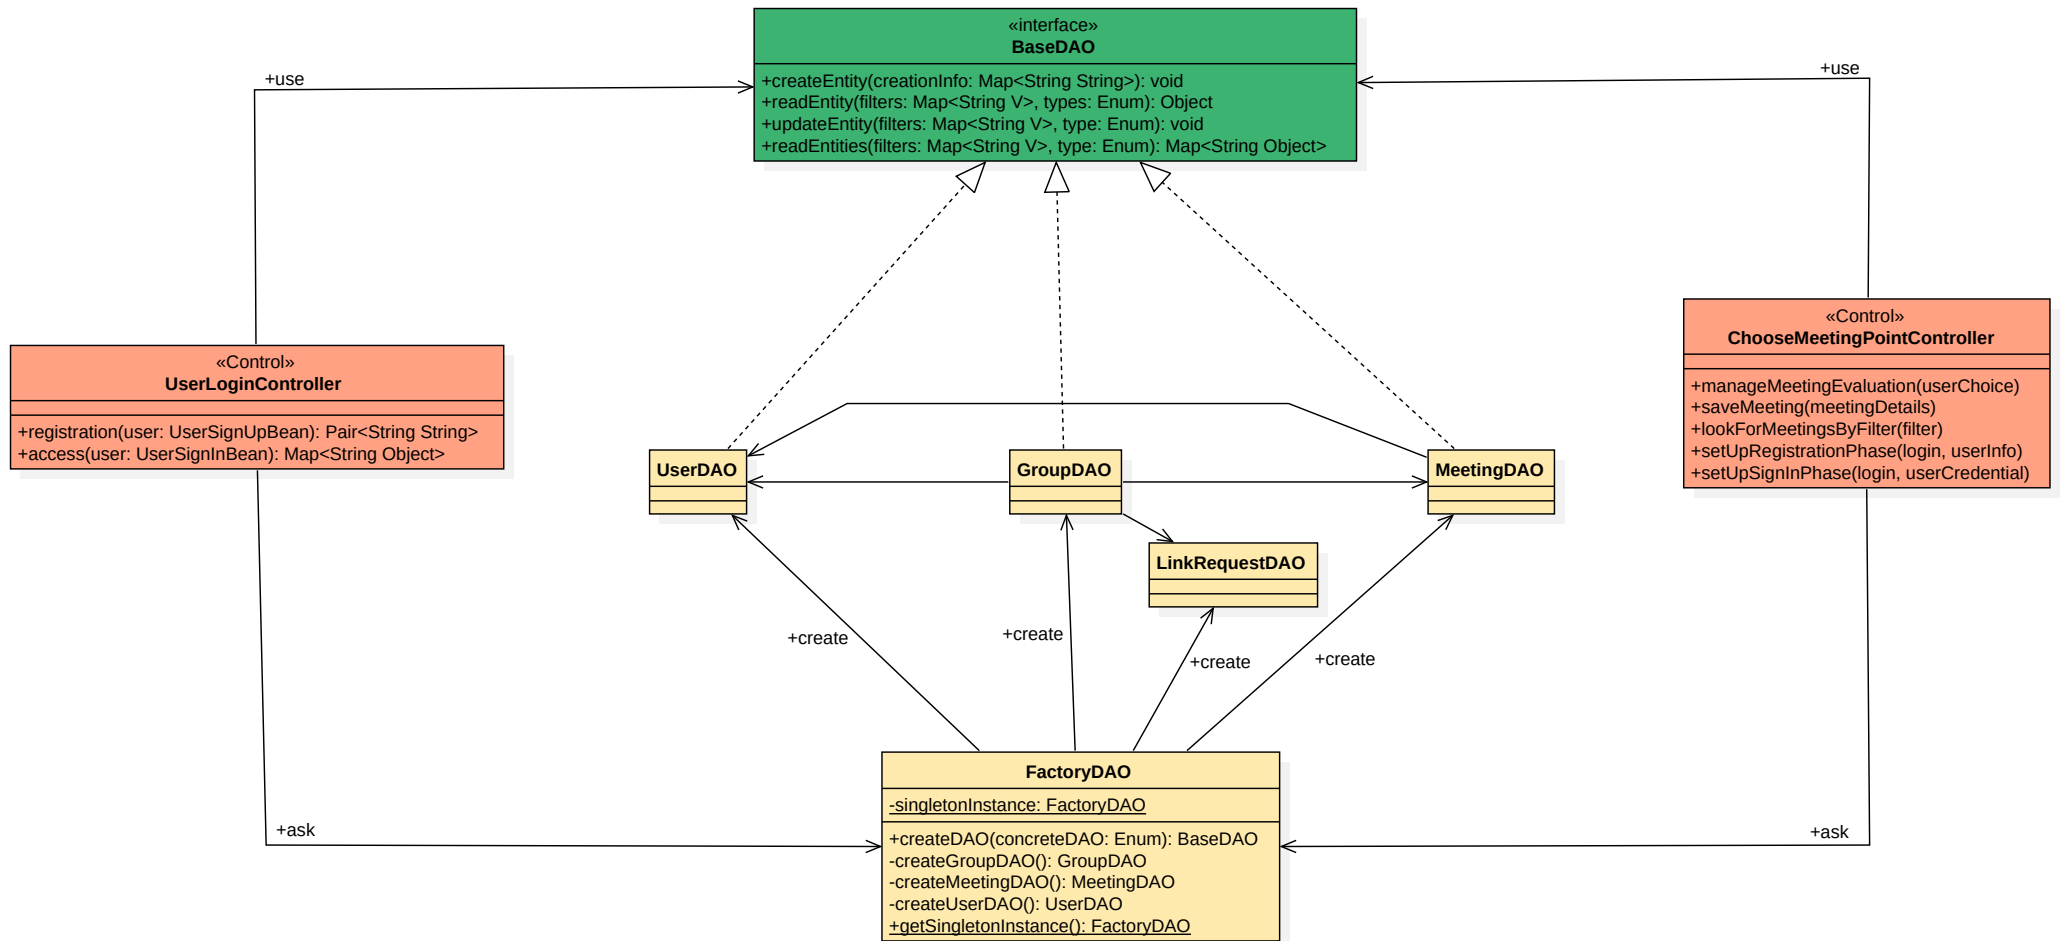 «interface»
BaseDAO
+createEntity(creationInfo: Map<String String>): void
+readEntity(filters: Map<String V>, types: Enum): Object
+updateEntity(filters: Map<String V>, type: Enum): void
+readEntities(filters: Map<String V>, type: Enum): Map<String Object>
+use
+use
«Control»
UserLoginController
+registration(user: UserSignUpBean): Pair<String String>
+access(user: UserSignInBean): Map<String Object>
«Control»
ChooseMeetingPointController
+manageMeetingEvaluation(userChoice)
+saveMeeting(meetingDetails)
+lookForMeetingsByFilter(filter)
+setUpRegistrationPhase(login, userInfo)
+setUpSignInPhase(login, userCredential)
UserDAO
GroupDAO
MeetingDAO
LinkRequestDAO
+create
+create
+create
+create
FactoryDAO
-singletonInstance: FactoryDAO
+createDAO(concreteDAO: Enum): BaseDAO
-createGroupDAO(): GroupDAO
-createMeetingDAO(): MeetingDAO
-createUserDAO(): UserDAO
+getSingletonInstance(): FactoryDAO
+ask
+ask